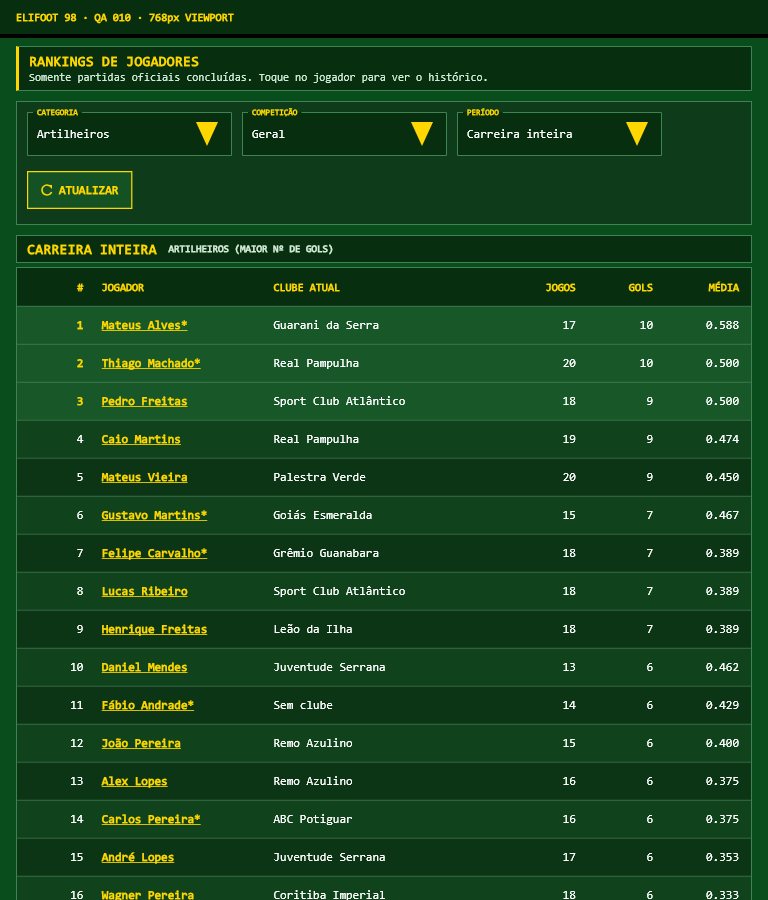 ELIFOOT 98 · QA 010 · 768px VIEWPORT
RANKINGS DE JOGADORES
Somente partidas oficiais concluídas. Toque no jogador para ver o histórico.
CATEGORIA COMPETIÇÃO PERÍODO
Artilheiros Geral Carreira inteira
ATUALIZAR
CARREIRA INTEIRA ARTILHEIROS (MAIOR Nº DE GOLS)
# JOGADOR CLUBE ATUAL JOGOS GOLS MÉDIA
1 Mateus Alves* Guarani da Serra 17 10 0.588
2 Thiago Machado* Real Pampulha 20 10 0.500
3 Pedro Freitas Sport Club Atlântico 18 9 0.500
4 Caio Martins Real Pampulha 19 9 0.474
5 Mateus Vieira Palestra Verde 20 9 0.450
6 Gustavo Martins* Goiás Esmeralda 15 7 0.467
7 Felipe Carvalho* Grêmio Guanabara 18 7 0.389
8 Lucas Ribeiro Sport Club Atlântico 18 7 0.389
9 Henrique Freitas Leão da Ilha 18 7 0.389
10 Daniel Mendes Juventude Serrana 13 6 0.462
11 Fábio Andrade* Sem clube 14 6 0.429
12 João Pereira Remo Azulino 15 6 0.400
13 Alex Lopes Remo Azulino 16 6 0.375
14 Carlos Pereira* ABC Potiguar 16 6 0.375
15 André Lopes Juventude Serrana 17 6 0.353
16 Wagner Pereira Coritiba Imperial 18 6 0.333